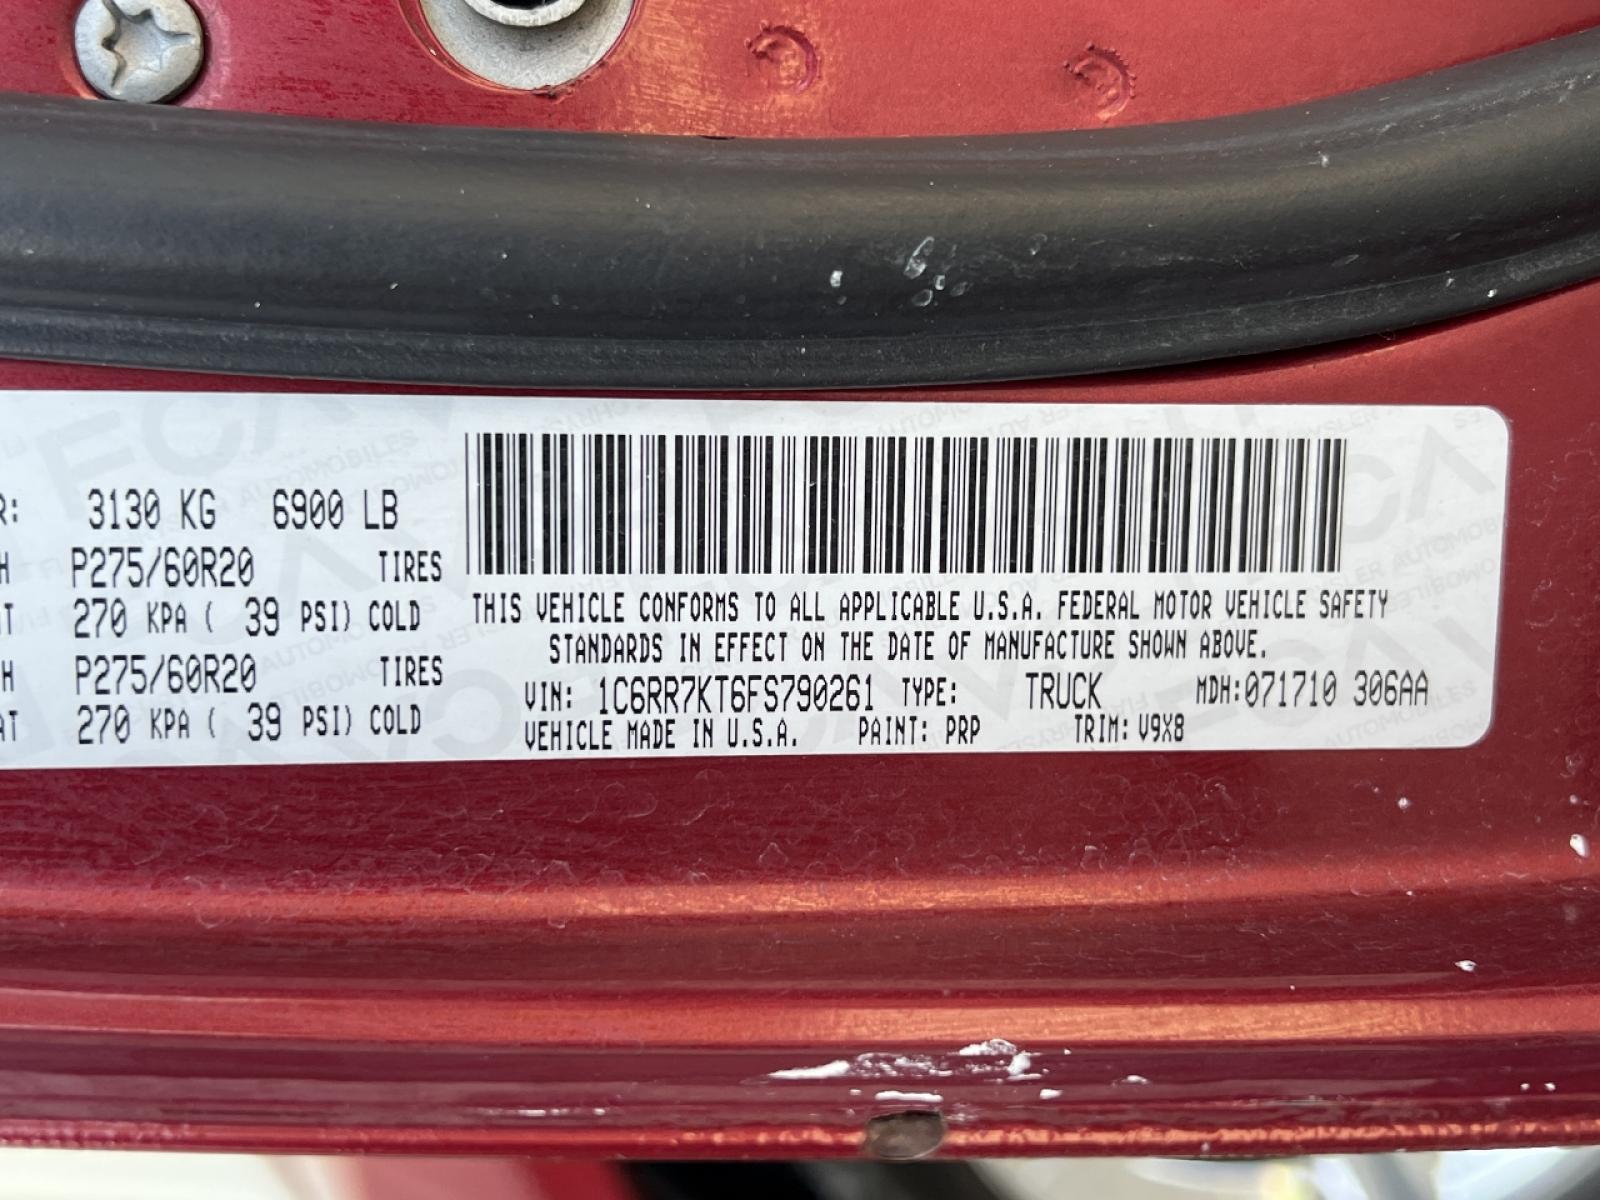 R: 3130 KG 6900 LB
H P275/60R20 TIRES
AT 270 KPA ( 39 PSI) COLD
H P275/60R20 TIRES
AT 270 KPA ( 39 PSI) COLD
THIS VEHICLE CONFORMS TO ALL APPLICABLE U.S.A. FEDERAL MOTOR VEHICLE SAFETY
STANDARDS IN EFFECT ON THE DATE OF MANUFACTURE SHOWN ABOVE.
VIN: 1C6RR7KT6FS790261 TYPE: TRUCK MDH:071710 306AA
VEHICLE MADE IN U.S.A. PAINT: PRP TRIM: V9X8